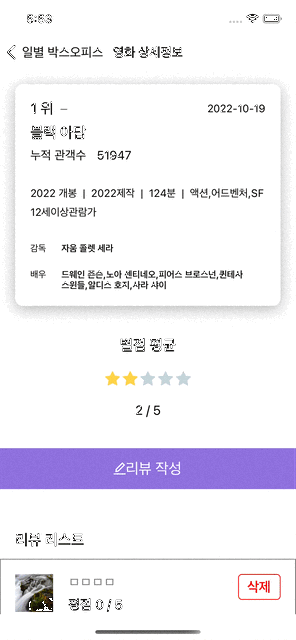 일별 박스오피스 영화 상세정보
1 위 –
2022-10-19
블랙 아담
누적 관객수 51947
2022 개봉 | 2022제작 | 124분 | 액션,어드벤처,SF
12세이상관람가
감독 자움 콜렛 세라
배우 드웨인 존슨,노아 센티네오,피어스 브로스넌,퀸테사
스윈들,알디스 호지,사라 샤이
별점 평균
2 / 5
리뷰 작성
리뷰 리스트
ㅁㅁㅁㅁ
삭제
평점 0 / 5